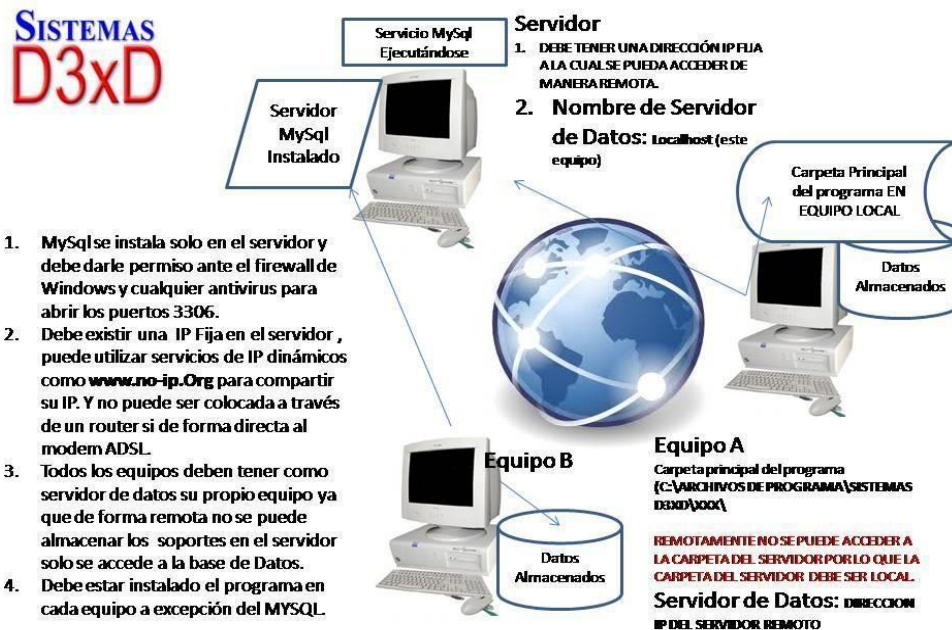 SISTEMAS
D3xD
Servicio MySql
Ejecutándose
Servidor
MySql
Instalado
Servidor
1. DEBE TENER UNA DIRECCIÓN IP FIJA
A LA CUAL SE PUEDA ACCEDER DE
MANERA REMOTA.
2. Nombre de Servidor
de Datos: Localhost (este
equipo)
Carpeta Principal
del programa EN
EQUIPO LOCAL
Datos
Almacenados
1. MySql se instala solo en el servidor y
debe darle permiso ante el firewall de
Windows y cualquier antivirus para
abrir los puertos 3306.
2. Debe existir una IP Fija en el servidor ,
puede utilizar servicios de IP dinámicos
como www.no-ip.Org para compartir
su IP. Y no puede ser colocada a través
de un router si de forma directa al
modem ADSL.
3. Todos los equipos deben tener como
servidor de datos su propio equipo ya
que de forma remota no se puede
almacenar los soportes en el servidor
solo se accede a la base de Datos.
4. Debe estar instalado el programa en
cada equipo a excepción del MYSQL.
Equipo B
Datos
Almacenados
Equipo A
Carpeta principal del programa
(C:\ARCHIVOS DE PROGRAMA\SISTEMAS
D3XD\XXX\
REMOTAMENTE NO SE PUEDE ACCEDER A
LA CARPETA DEL SERVIDOR POR LO QUE LA
CARPETA DEL SERVIDOR DEBE SER LOCAL.
Servidor de Datos: DIRECCION
IP DEL SERVIDOR REMOTO